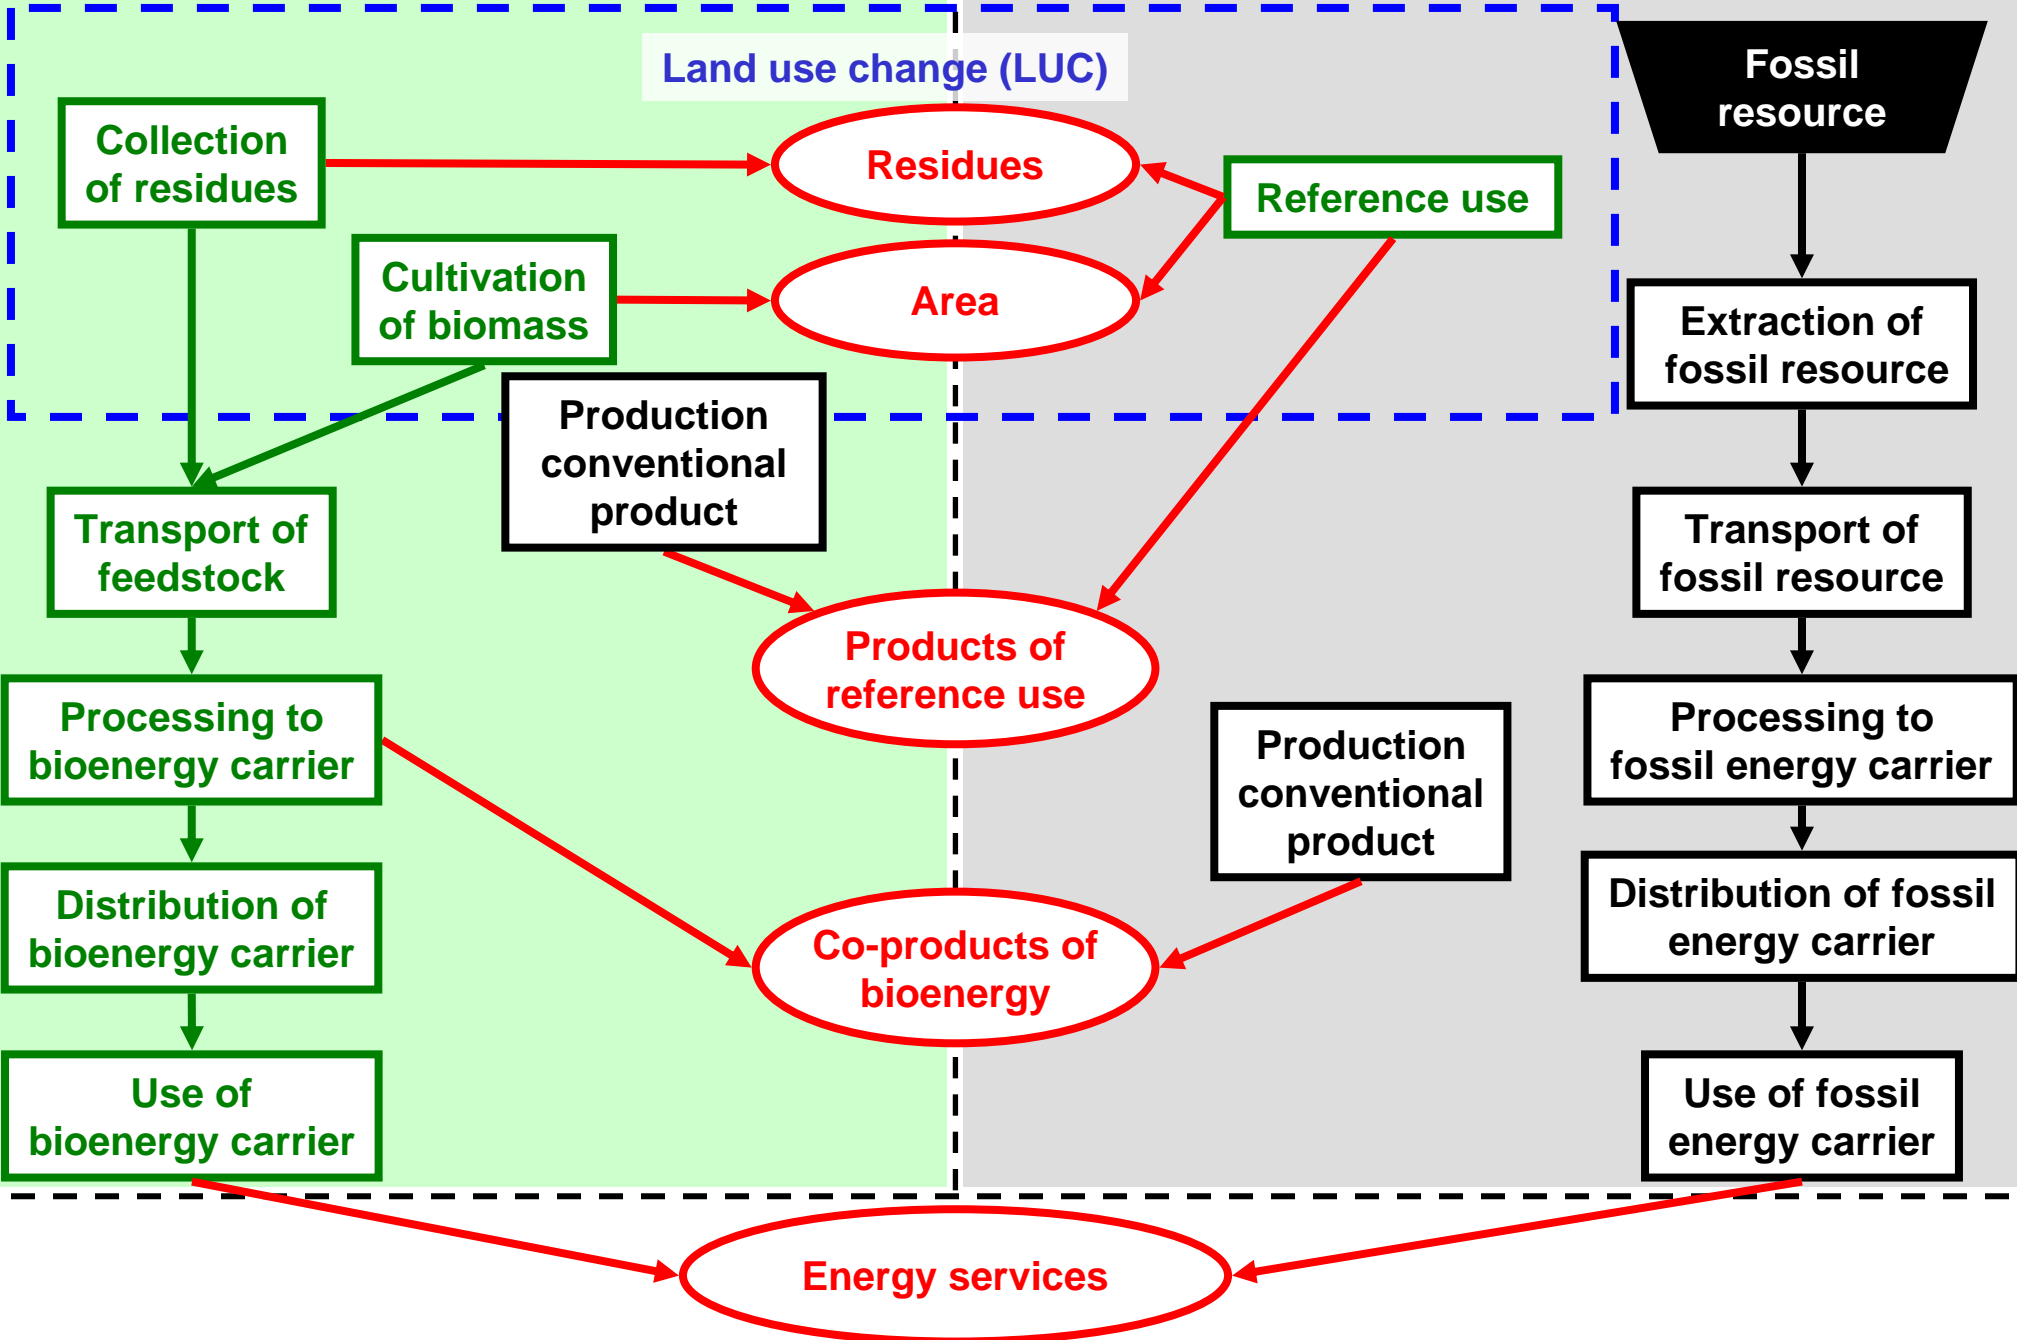 Land use change (LUC)
Fossil
resource
Collection
of residues
Residues
Reference use
Cultivation
of biomass
Area
Extraction of
fossil resource
Production
conventional
product
Transport of
feedstock
Transport of
fossil resource
Products of
reference use
Processing to
bioenergy carrier
Production
conventional
product
Processing to
fossil energy carrier
Distribution of
bioenergy carrier
Co-products of
bioenergy
Distribution of fossil
energy carrier
Use of
bioenergy carrier
Use of fossil
energy carrier
Energy services